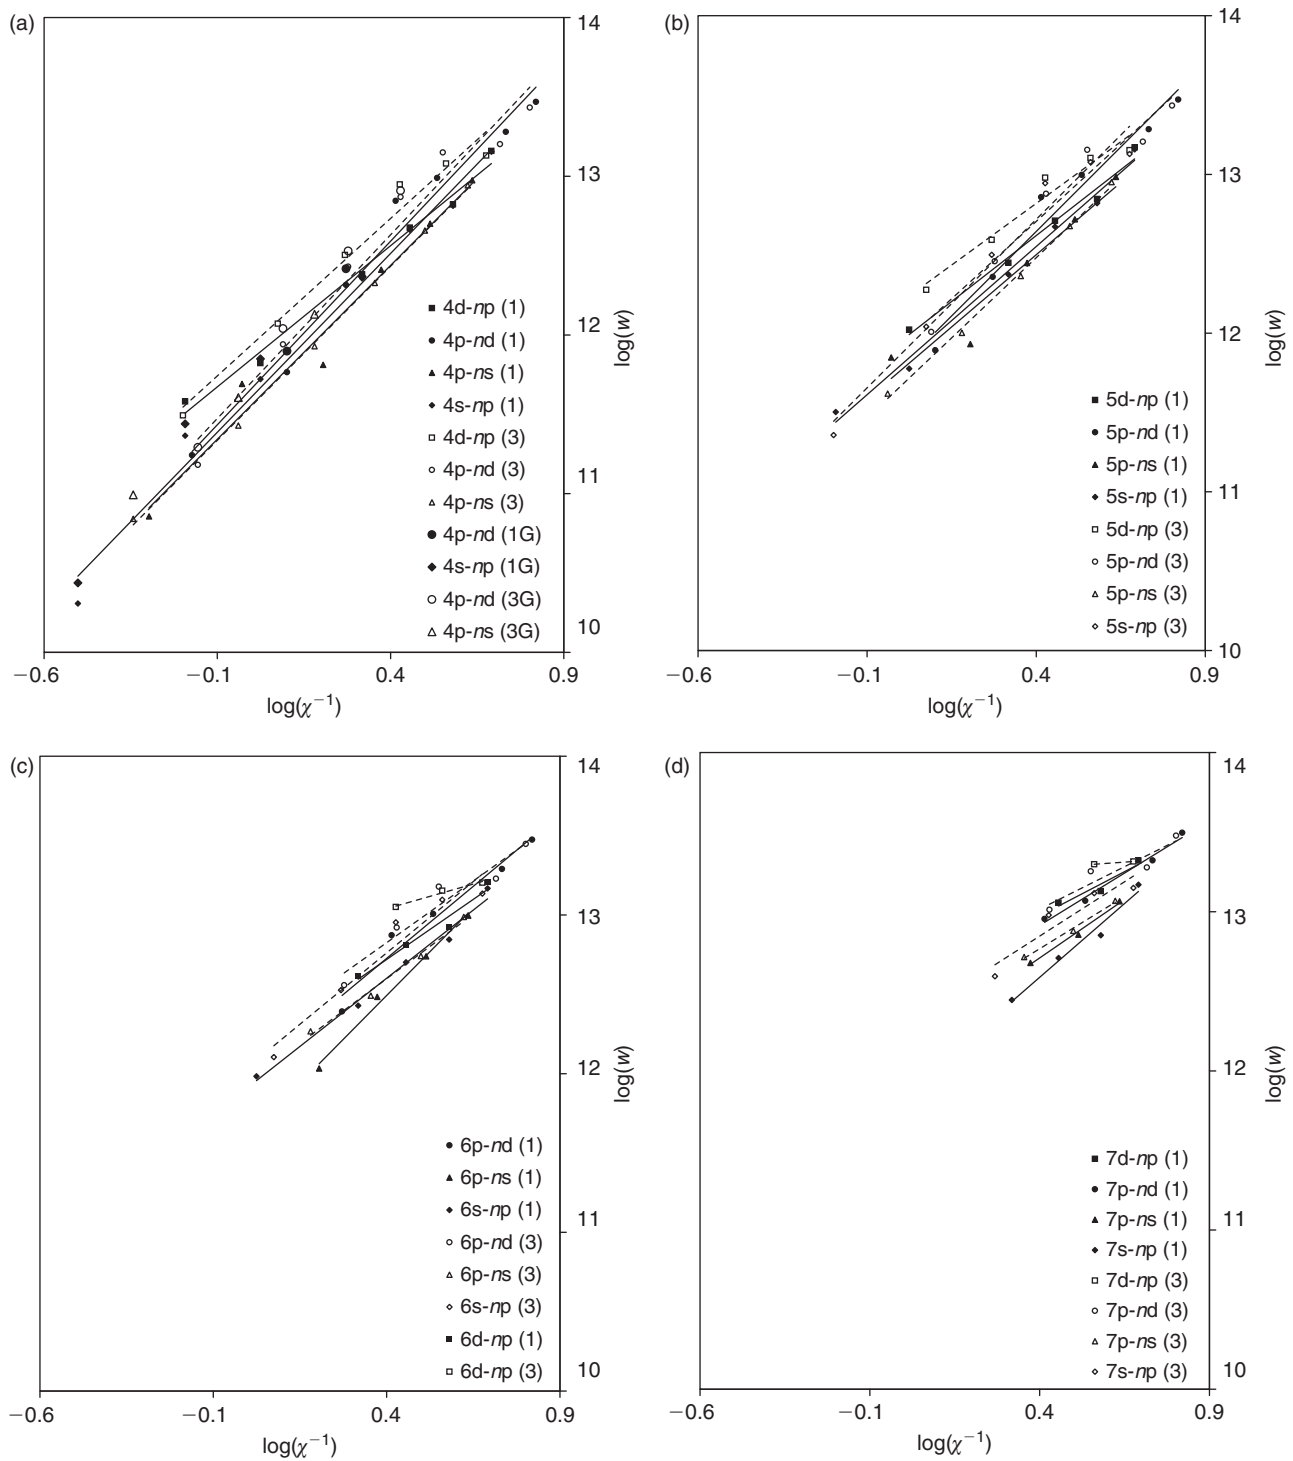 (a)
14
13
12
11
10
log(w)
4d-np (1)
4p-nd (1)
4p-ns (1)
4s-np (1)
4d-np (3)
4p-nd (3)
4p-ns (3)
4p-nd (1G)
4s-np (1G)
4p-nd (3G)
4p-ns (3G)
−0.6
−0.1
0.4
0.9
log(χ⁻¹)
(b)
14
13
12
11
10
log(w)
5d-np (1)
5p-nd (1)
5p-ns (1)
5s-np (1)
5d-np (3)
5p-nd (3)
5p-ns (3)
5s-np (3)
−0.6
−0.1
0.4
0.9
log(χ⁻¹)
(c)
14
13
12
11
10
log(w)
6p-nd (1)
6p-ns (1)
6s-np (1)
6p-nd (3)
6p-ns (3)
6s-np (3)
6d-np (1)
6d-np (3)
−0.6
−0.1
0.4
0.9
log(χ⁻¹)
(d)
14
13
12
11
10
log(w)
7d-np (1)
7p-nd (1)
7p-ns (1)
7s-np (1)
7d-np (3)
7p-nd (3)
7p-ns (3)
7s-np (3)
−0.6
−0.1
0.4
0.9
log(χ⁻¹)